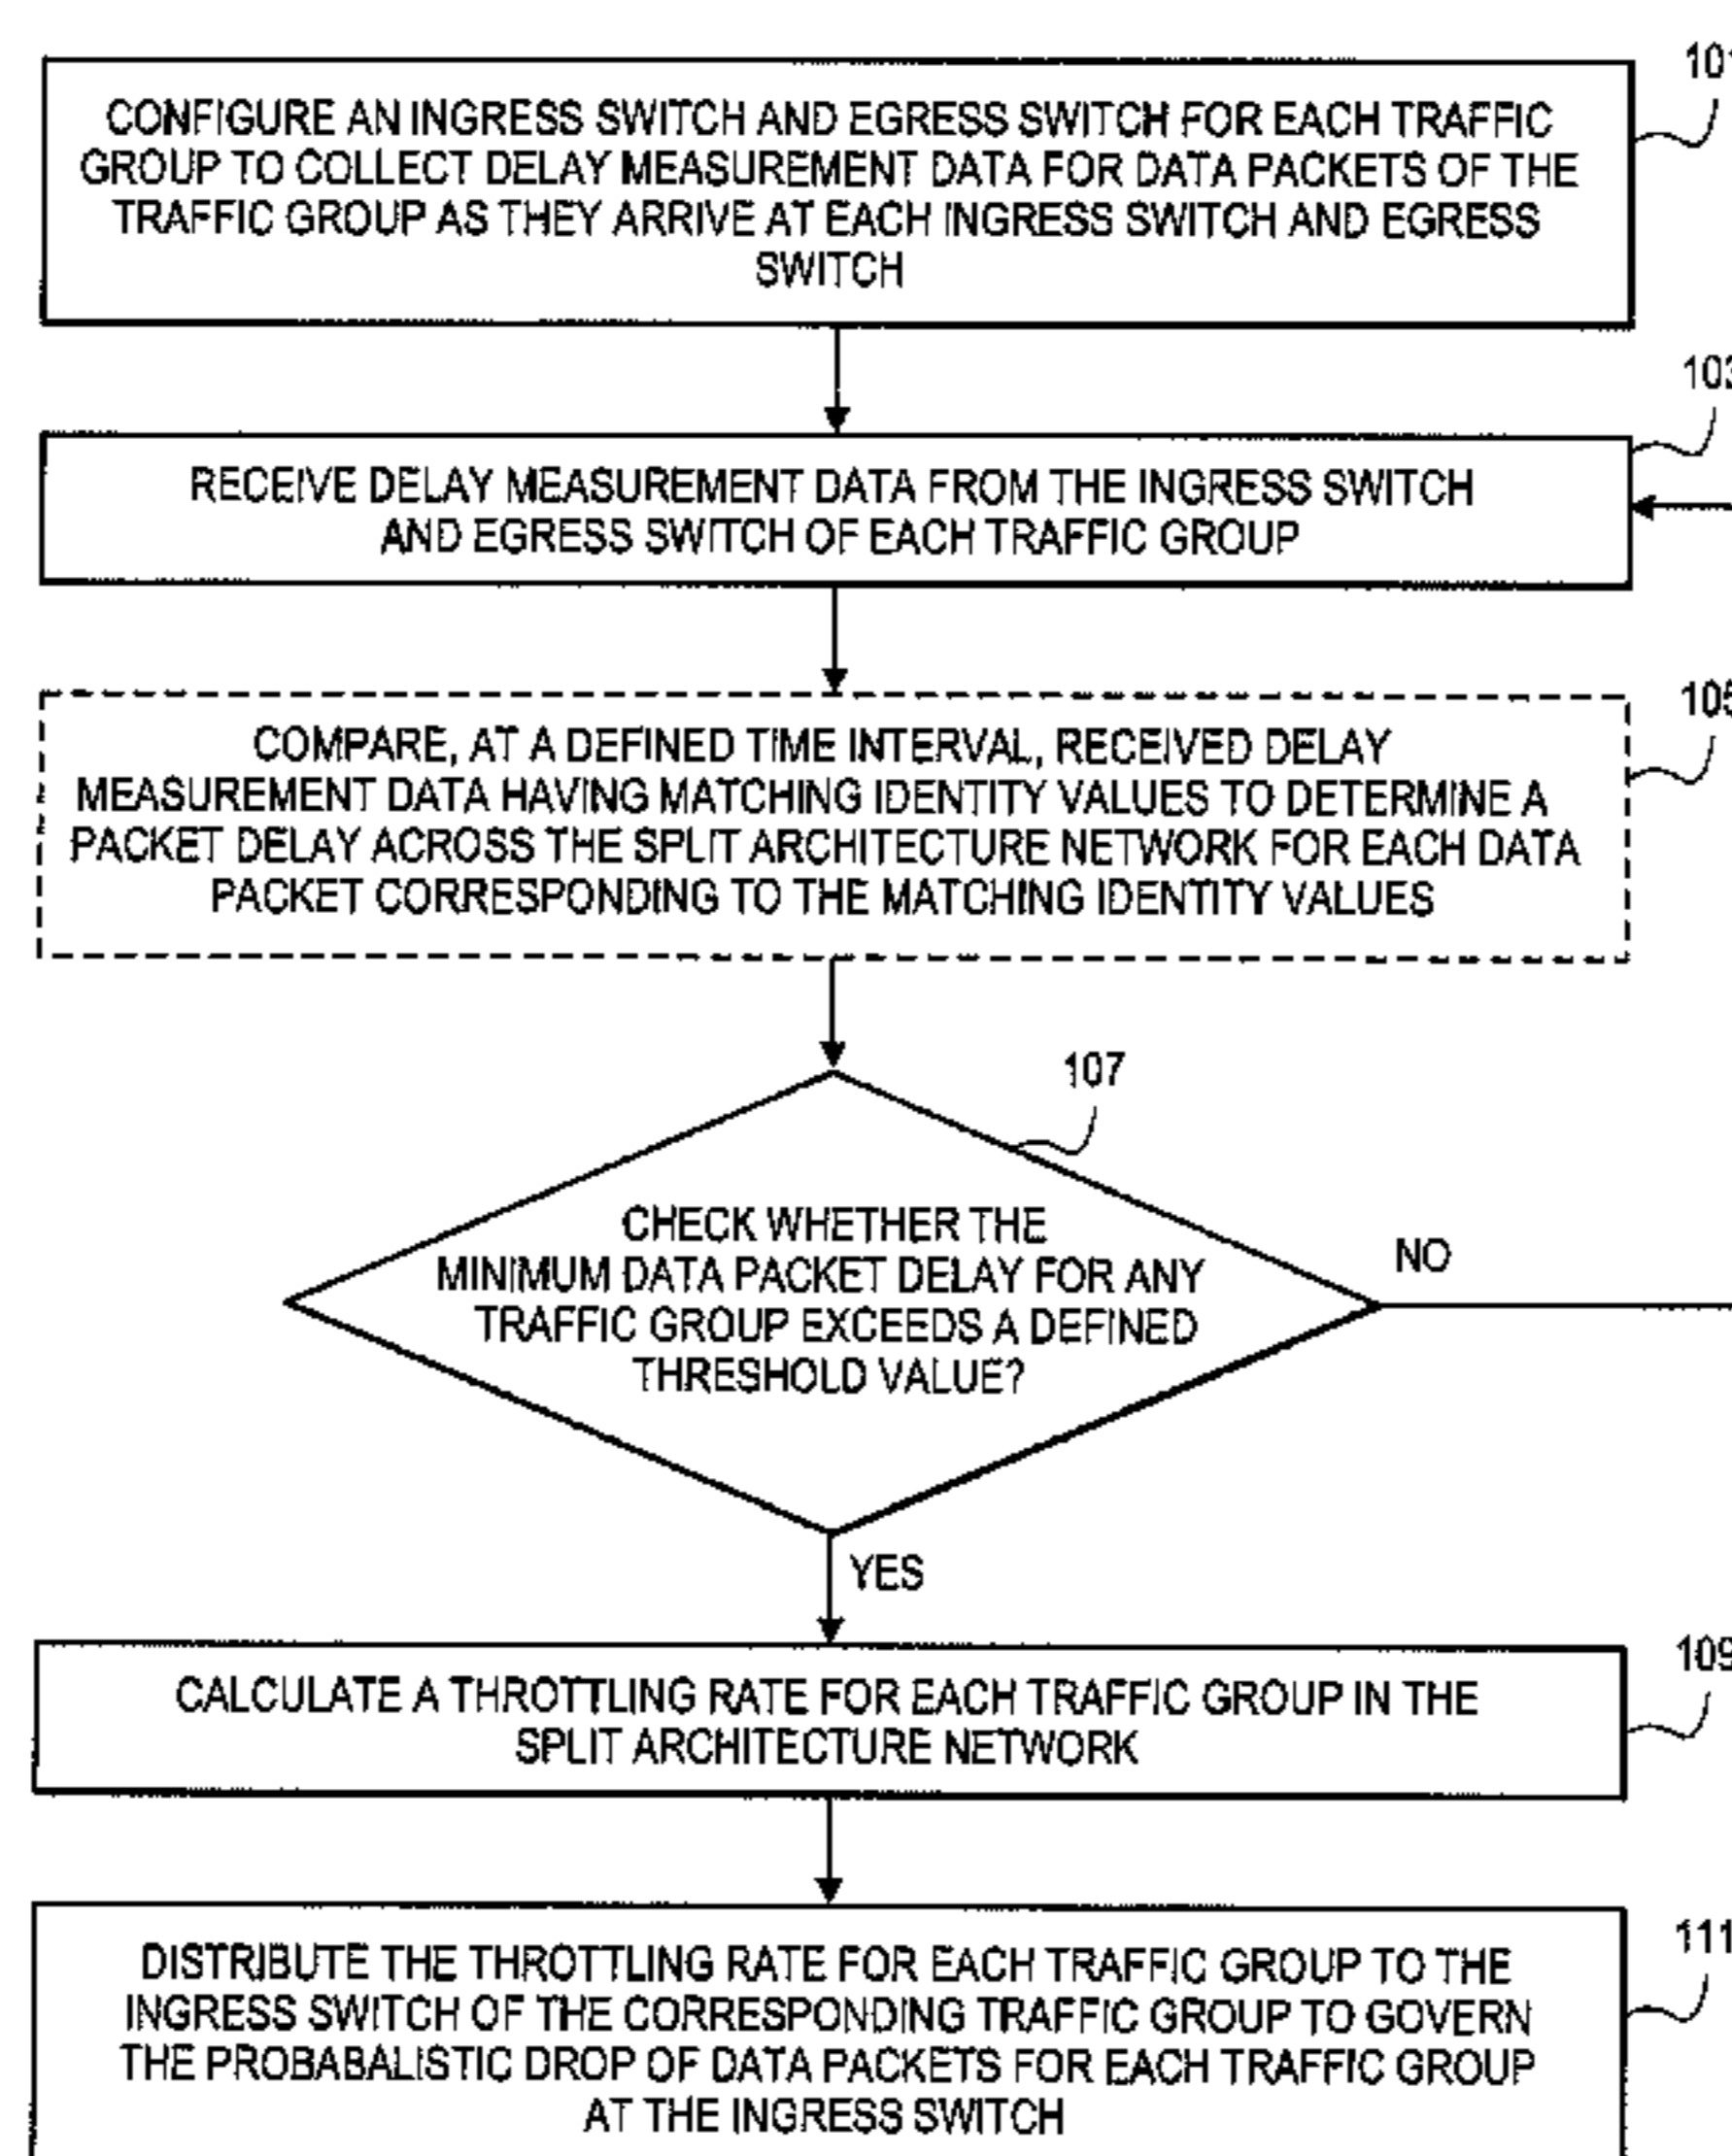 101
CONFIGURE AN INGRESS SWITCH AND EGRESS SWITCH FOR EACH TRAFFIC
GROUP TO COLLECT DELAY MEASUREMENT DATA FOR DATA PACKETS OF THE
TRAFFIC GROUP AS THEY ARRIVE AT EACH INGRESS SWITCH AND EGRESS
SWITCH
103
RECEIVE DELAY MEASUREMENT DATA FROM THE INGRESS SWITCH
AND EGRESS SWITCH OF EACH TRAFFIC GROUP
105
COMPARE, AT A DEFINED TIME INTERVAL, RECEIVED DELAY
MEASUREMENT DATA HAVING MATCHING IDENTITY VALUES TO DETERMINE A
PACKET DELAY ACROSS THE SPLIT ARCHITECTURE NETWORK FOR EACH DATA
PACKET CORRESPONDING TO THE MATCHING IDENTITY VALUES
107
CHECK WHETHER THE
MINIMUM DATA PACKET DELAY FOR ANY
TRAFFIC GROUP EXCEEDS A DEFINED
THRESHOLD VALUE?
NO
YES
109
CALCULATE A THROTTLING RATE FOR EACH TRAFFIC GROUP IN THE
SPLIT ARCHITECTURE NETWORK
111
DISTRIBUTE THE THROTTLING RATE FOR EACH TRAFFIC GROUP TO THE
INGRESS SWITCH OF THE CORRESPONDING TRAFFIC GROUP TO GOVERN
THE PROBABALISTIC DROP OF DATA PACKETS FOR EACH TRAFFIC GROUP
AT THE INGRESS SWITCH